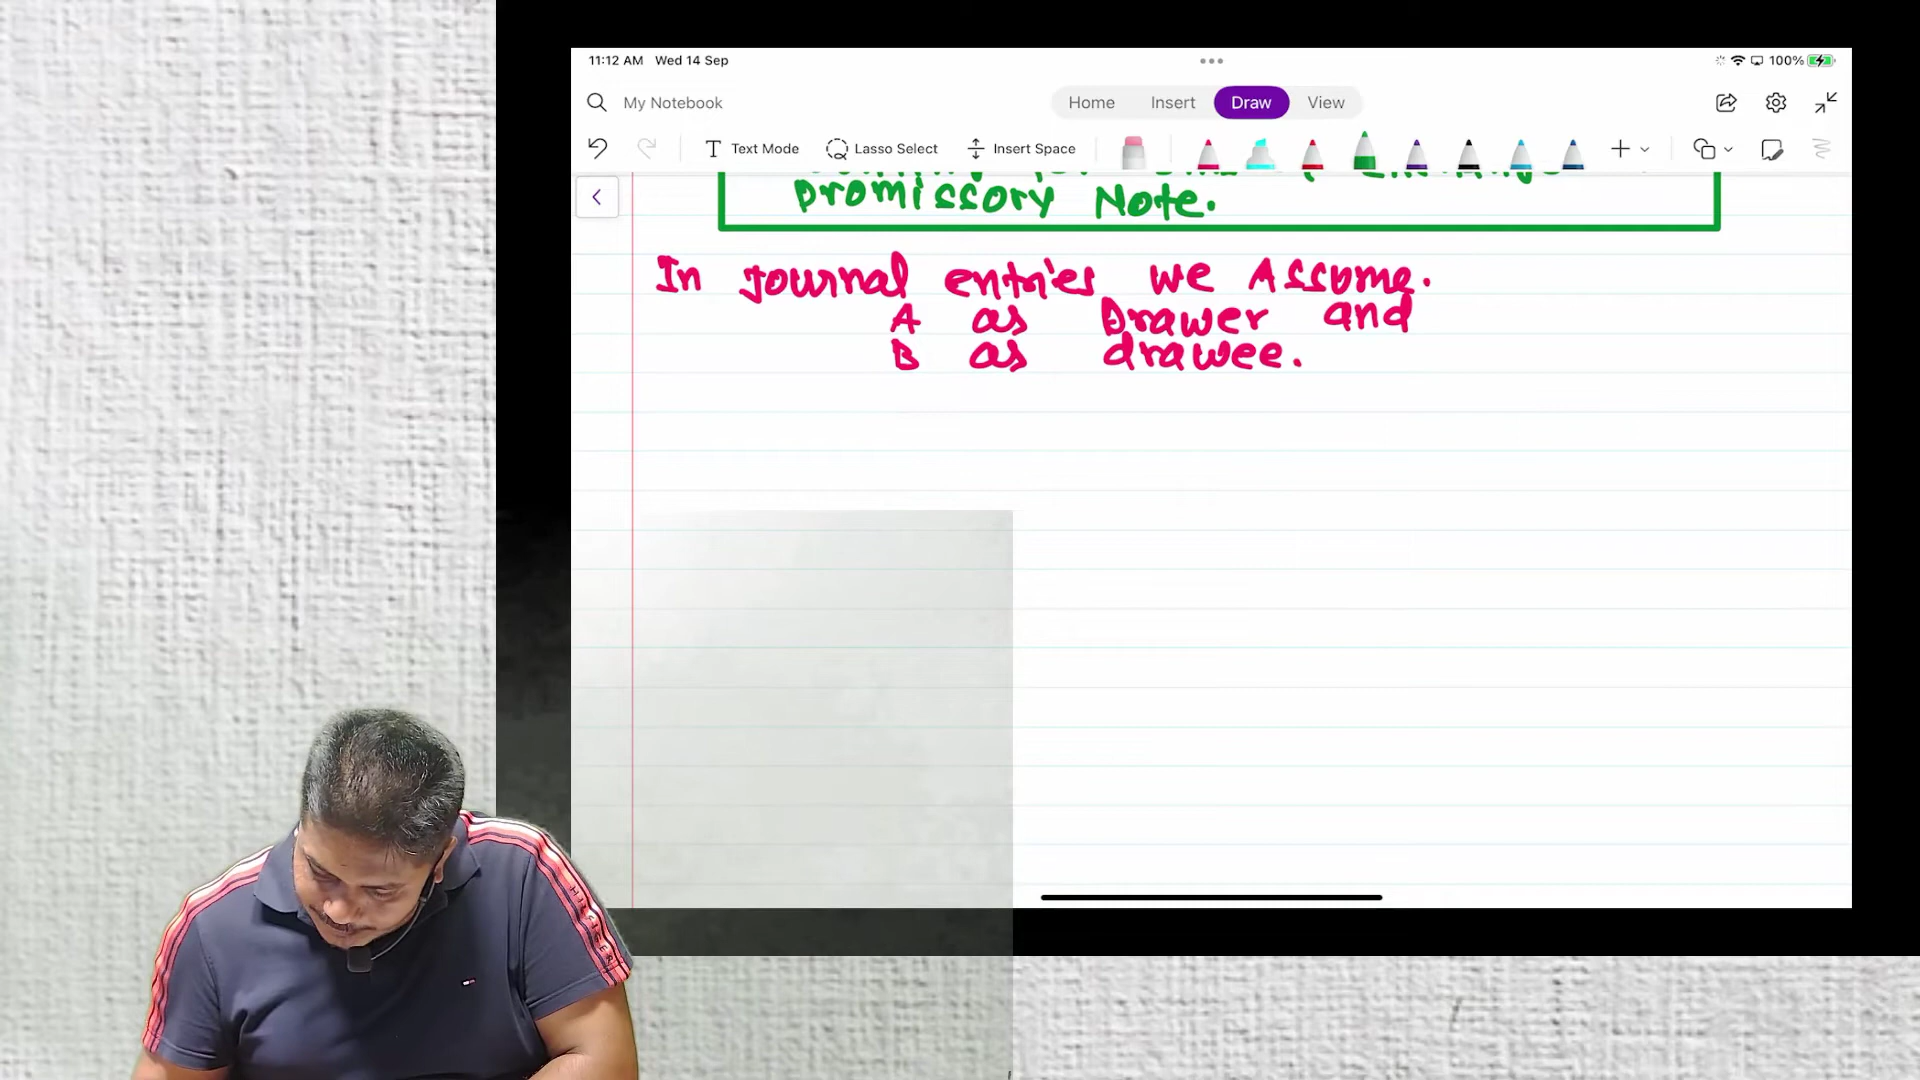 11:12 AM Wed 14 Sep
100%
My Notebook
Home Insert Draw View
Text Mode Lasso Select Insert Space
promissory Note.
In Journal entries we Assume.
A as Drawer and
B as drawee.